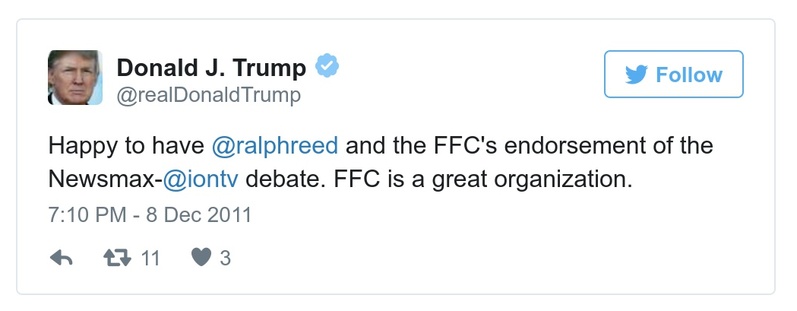 Donald J. Trump
@realDonaldTrump
Follow
Happy to have @ralphreed and the FFC's endorsement of the
Newsmax-@iontv debate. FFC is a great organization.
7:10 PM - 8 Dec 2011
11 3